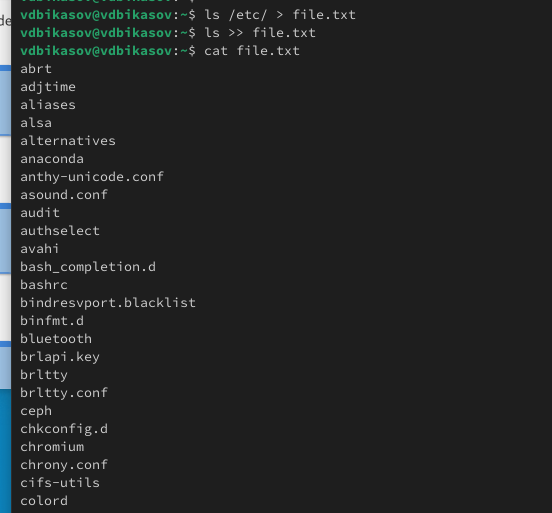 vdbikasov@vdbikasov:~$ ls /etc/ > file.txt
vdbikasov@vdbikasov:~$ ls >> file.txt
vdbikasov@vdbikasov:~$ cat file.txt
abrt
adjtime
aliases
alsa
alternatives
anaconda
anthy-unicode.conf
asound.conf
audit
authselect
avahi
bash_completion.d
bashrc
bindresvport.blacklist
binfmt.d
bluetooth
brlapi.key
brltty
brltty.conf
ceph
chkconfig.d
chromium
chrony.conf
cifs-utils
colord